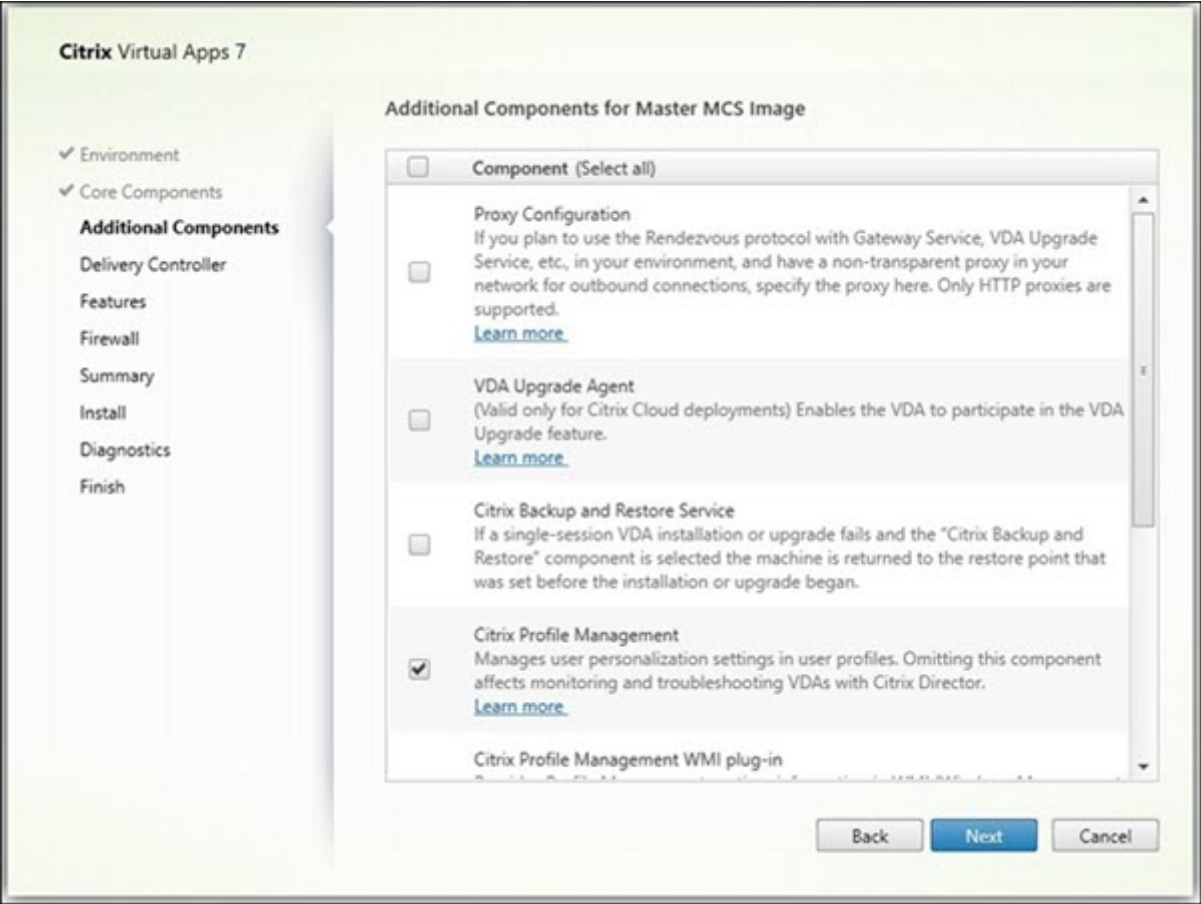 Citrix Virtual Apps 7
Additional Components for Master MCS Image
Environment
Core Components
Additional Components
Delivery Controller
Features
Firewall
Summary
Install
Diagnostics
Finish
Component (Select all)
Proxy Configuration
If you plan to use the Rendezvous protocol with Gateway Service, VDA Upgrade
Service, etc., in your environment, and have a non-transparent proxy in your
network for outbound connections, specify the proxy here. Only HTTP proxies are
supported.
Learn more
VDA Upgrade Agent
(Valid only for Citrix Cloud deployments) Enables the VDA to participate in the VDA
Upgrade feature.
Learn more
Citrix Backup and Restore Service
If a single-session VDA installation or upgrade fails and the "Citrix Backup and
Restore" component is selected the machine is returned to the restore point that
was set before the installation or upgrade began.
Citrix Profile Management
Manages user personalization settings in user profiles. Omitting this component
affects monitoring and troubleshooting VDAs with Citrix Director.
Learn more
Citrix Profile Management WMI plug-in
Back
Next
Cancel